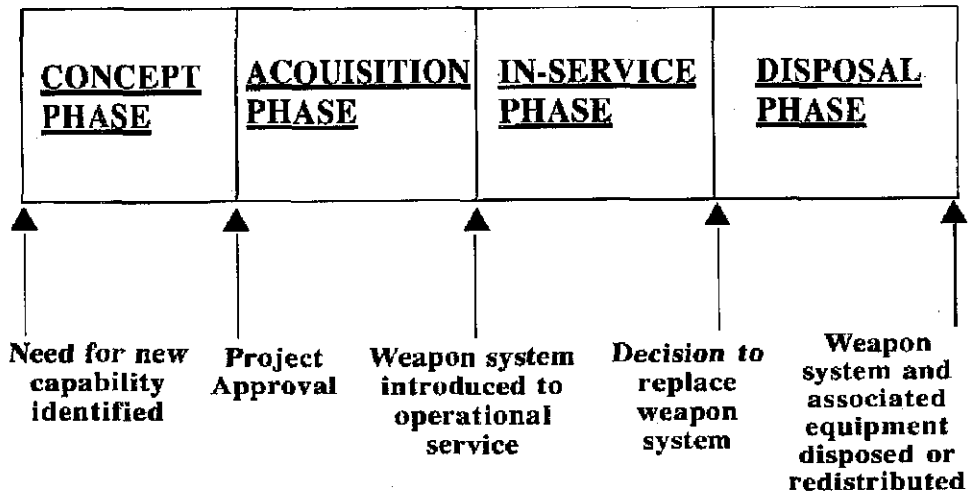 CONCEPT
PHASE
ACQUISITION
PHASE
IN-SERVICE
PHASE
DISPOSAL
PHASE
Need for new
capability
identified
Project
Approval
Weapon system
introduced to
operational
service
Decision to
replace
weapon
system
Weapon
system and
associated
equipment
disposed or
redistributed